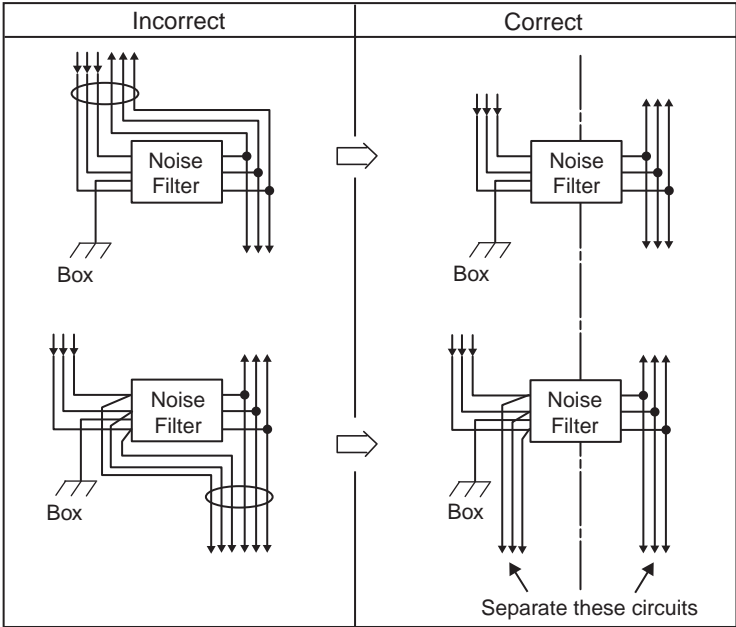 Incorrect
Correct
Noise
Filter
Box
Noise
Filter
Box
Noise
Filter
Box
Noise
Filter
Box
Separate these circuits